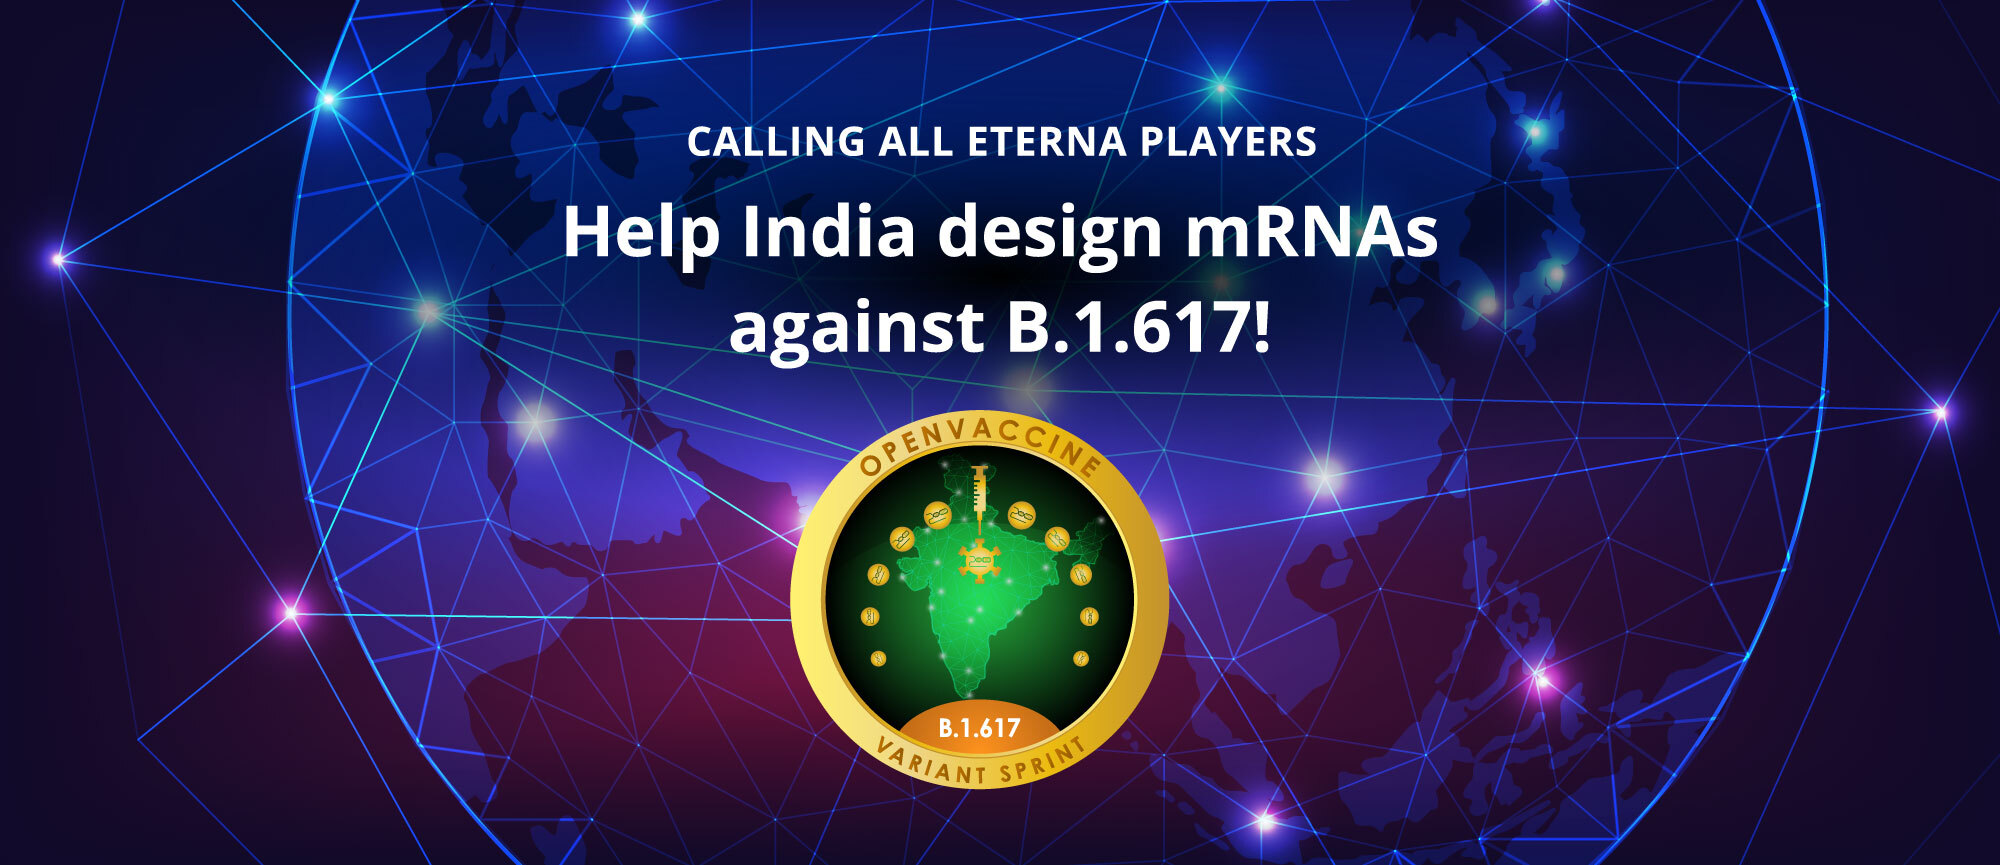 CALLING ALL ETERNA PLAYERS
Help India design mRNAs
against B.1.617!
OPENVACCINE
B.1.617
VARIANT SPRINT